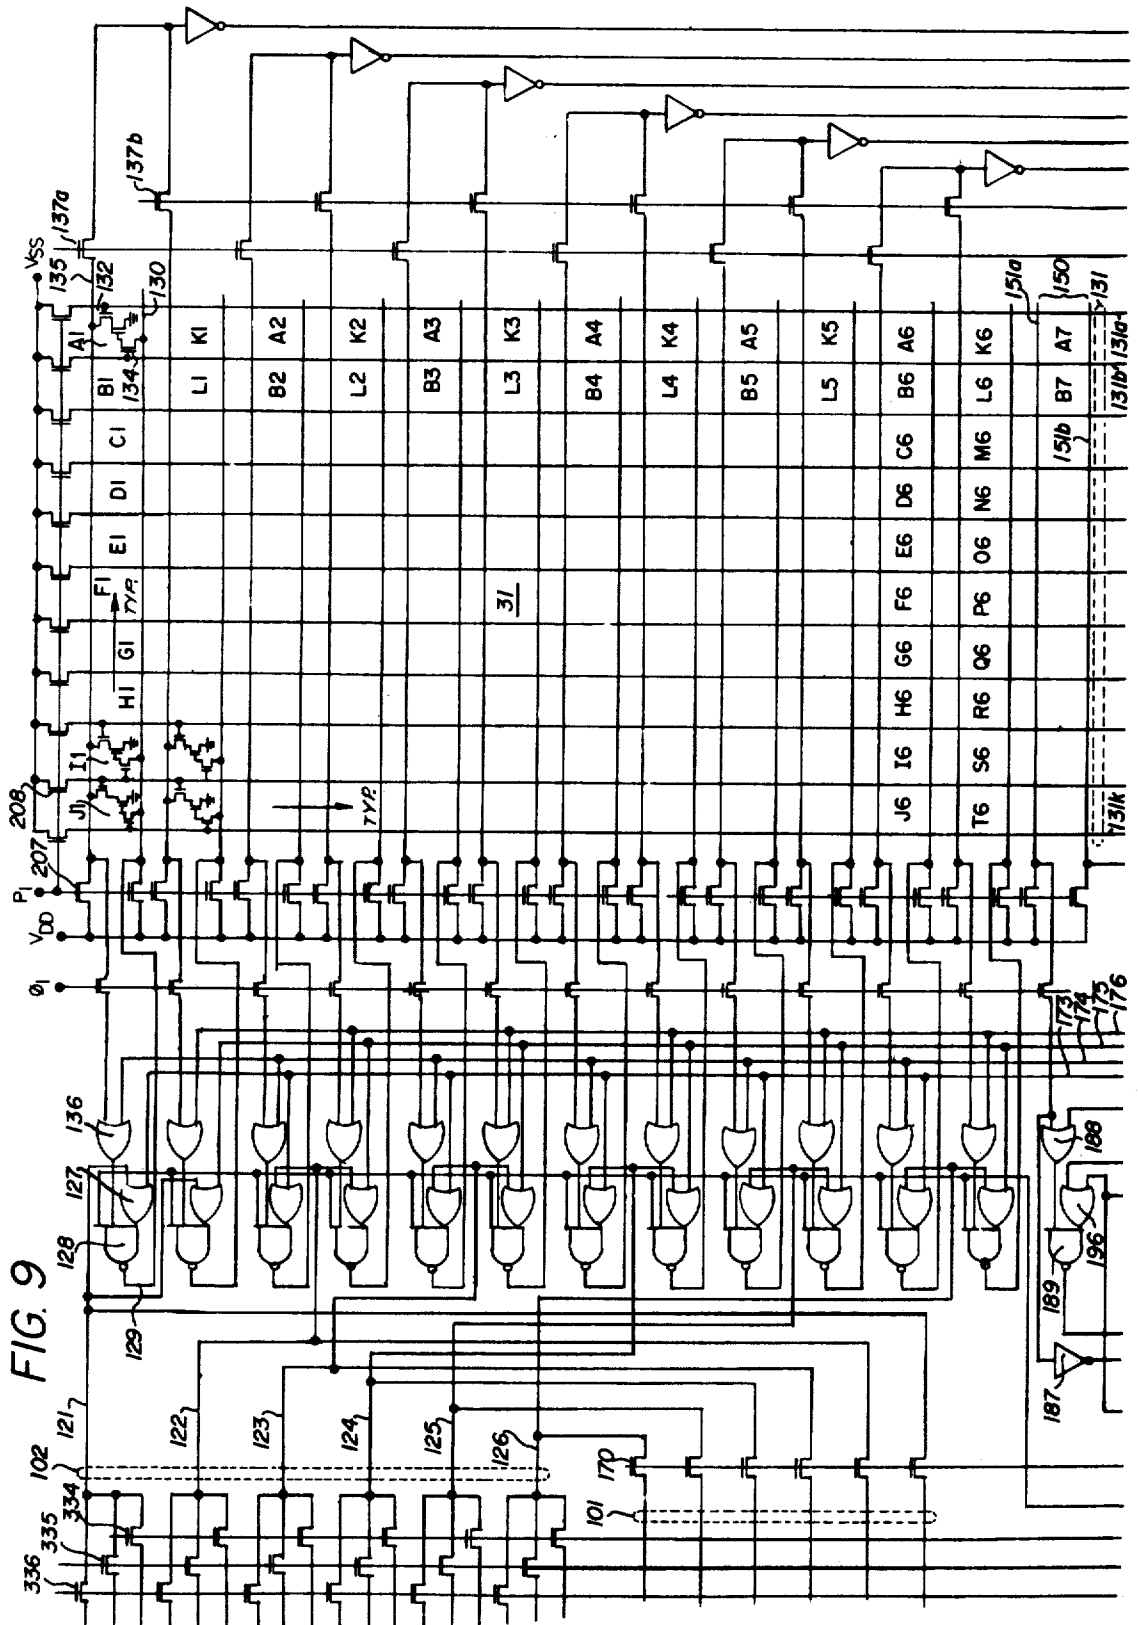 FIG. 9
336
335
334
102
121
122
123
124
125
126
101
170
129
128
127
136
187
189
196
188
173
174
175
176
Ø1
VDD
P1
207
208
VSS
135
137a
137b
132
130
134
J1
I1
H1
G1
F1
TYP.
E1
D1
C1
B1
A1
L1
K1
B2
A2
L2
K2
B3
A3
L3
K3
B4
A4
L4
K4
B5
A5
L5
K5
TYP.
31
J6
I6
H6
G6
F6
E6
D6
C6
B6
A6
T6
S6
R6
Q6
P6
O6
N6
M6
L6
K6
B7
A7
151a
150
151b
131
131k
131b
131a